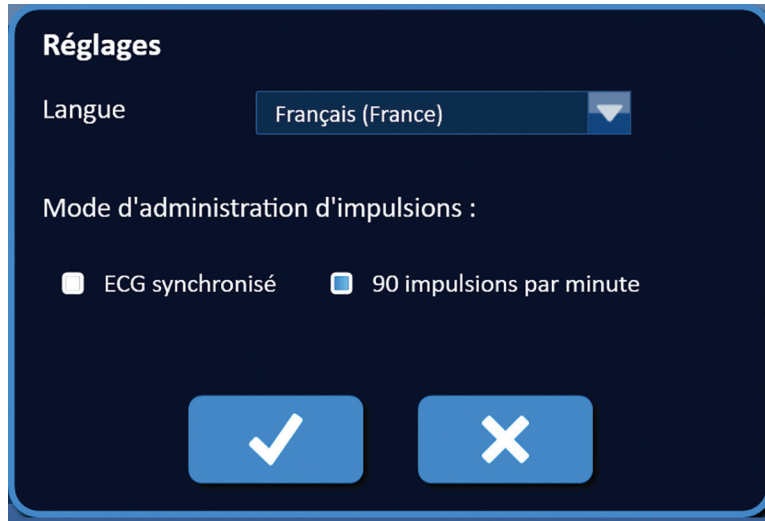 Réglages
Langue
Français (France)
Mode d'administration d'impulsions :
ECG synchronisé
90 impulsions par minute